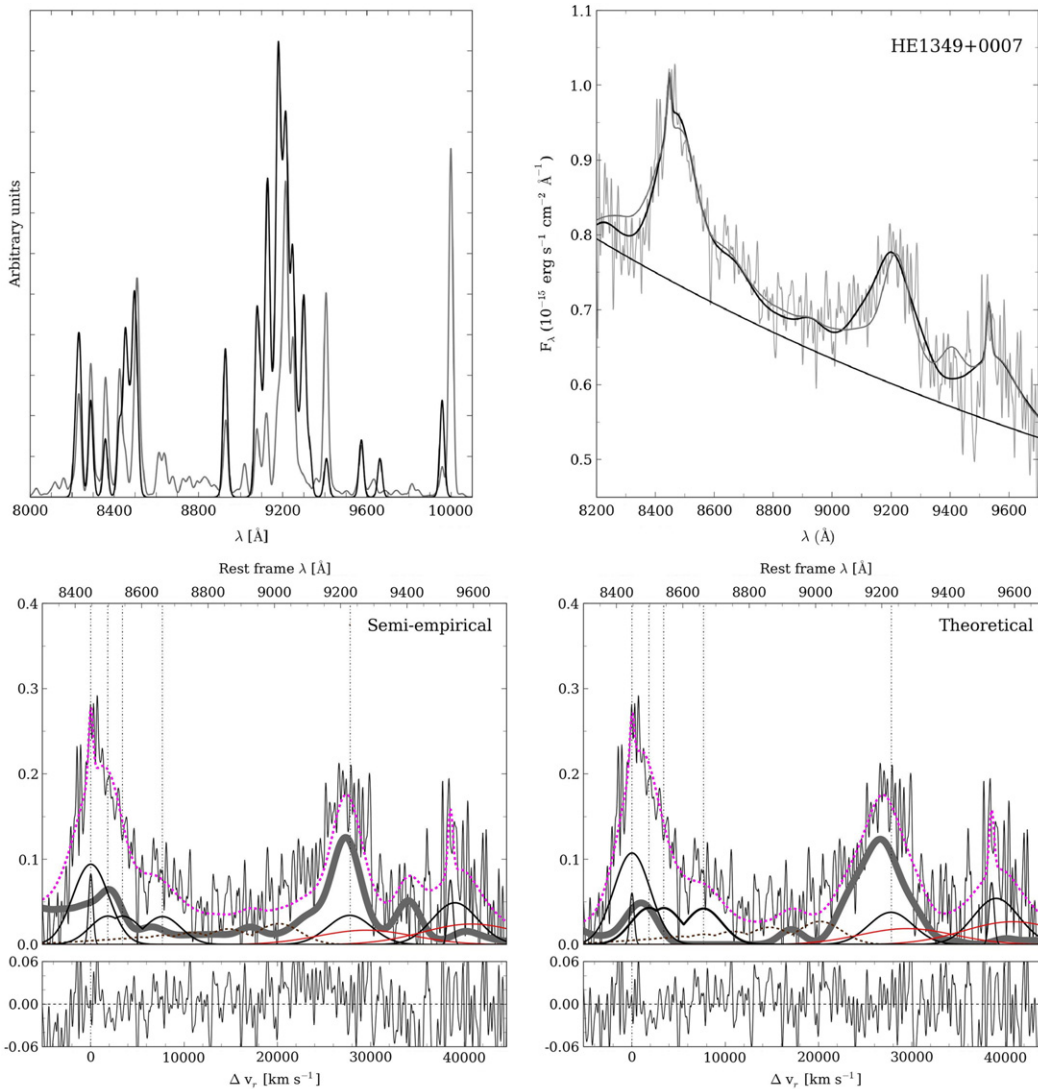 Arbitrary units
8000 8400 8800 9200 9600 10000
λ [Å]
HE1349+0007
1.1
1.0
0.9
0.8
0.7
0.6
0.5
F_λ (10⁻¹⁵ erg s⁻¹ cm⁻² Å⁻¹)
8200 8400 8600 8800 9000 9200 9400 9600
λ (Å)
Rest frame λ [Å]
8400 8600 8800 9000 9200 9400 9600
Semi-empirical
0.4
0.3
0.2
0.1
0.0
0.06
0.00
-0.06
0 10000 20000 30000 40000
Δ v_r [km s⁻¹]
Rest frame λ [Å]
8400 8600 8800 9000 9200 9400 9600
Theoretical
0.4
0.3
0.2
0.1
0.0
0.06
0.00
-0.06
0 10000 20000 30000 40000
Δ v_r [km s⁻¹]